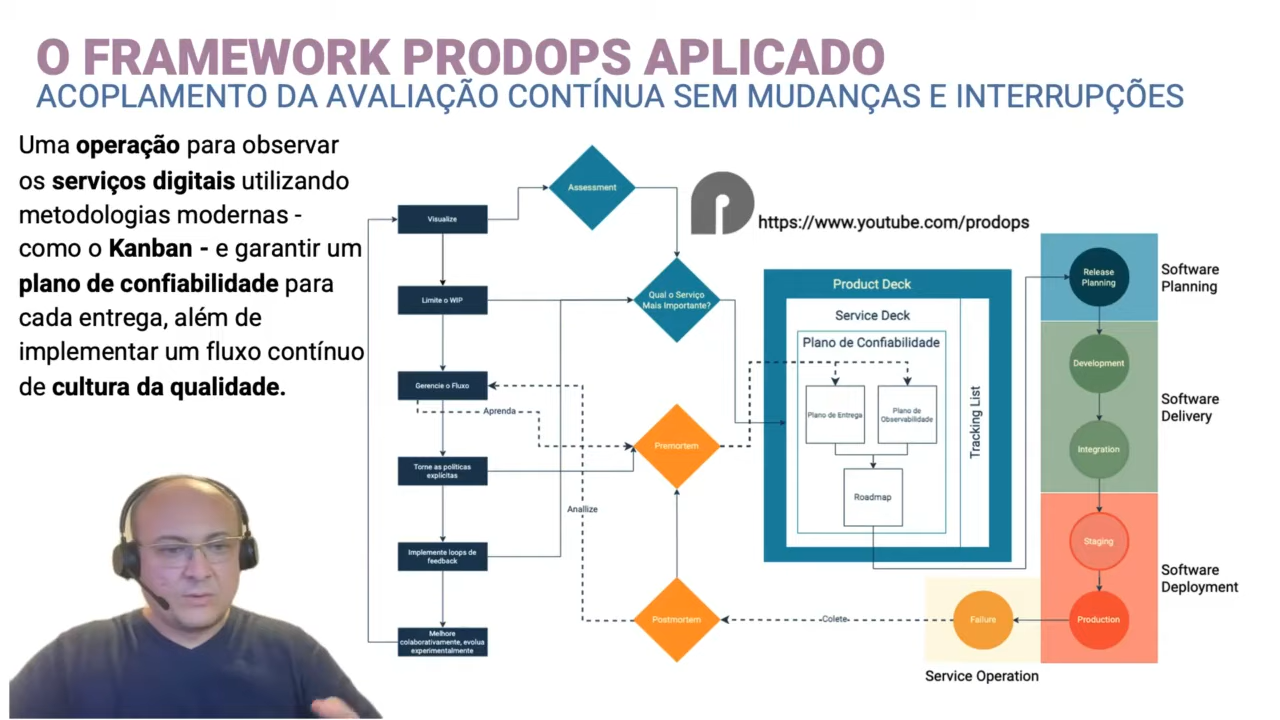 O FRAMEWORK PRODOPS APLICADO
ACOPLAMENTO DA AVALIAÇÃO CONTÍNUA SEM MUDANÇAS E INTERRUPÇÕES
Uma operação para observar
os serviços digitais utilizando
metodologias modernas -
como o Kanban - e garantir um
plano de confiabilidade para
cada entrega, além de
implementar um fluxo contínuo
de cultura da qualidade.
Visualize
Limite o WIP
Gerencie o Fluxo
Aprenda
Torne as políticas
explícitas
Implemente loops de
feedback
Melhore
colaborativamente, evolua
experimentalmente
Assessment
Qual o Serviço
Mais Importante?
Premortem
Anallize
Postmortem
https://www.youtube.com/prodops
Product Deck
Service Deck
Plano de Confiabilidade
Plano de Entrega
Plano de
Observabilidade
Roadmap
Tracking List
Release
Planning
Software
Planning
Development
Software
Delivery
Integration
Staging
Software
Deployment
Production
Failure
Colete
Service Operation